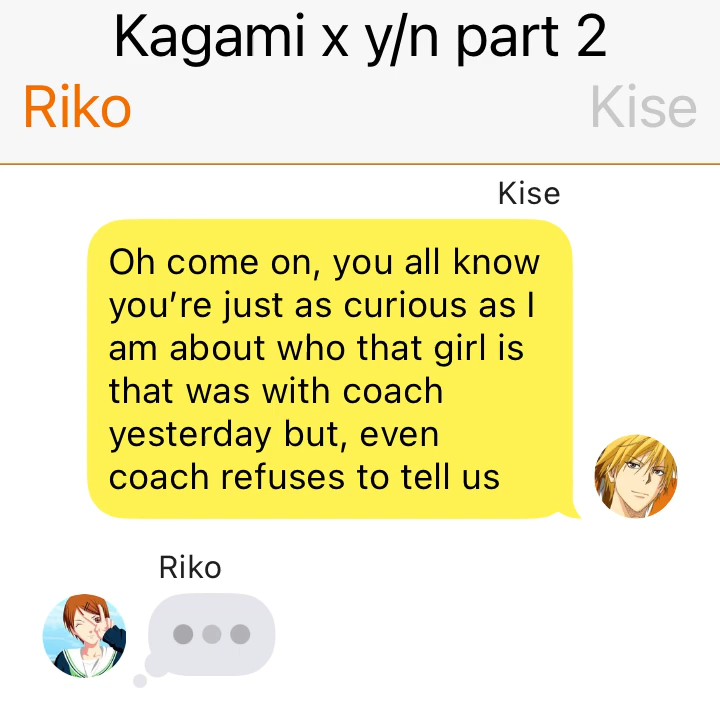 Kagami x y/n part 2
Riko
Kise
Kise
Oh come on, you all know
you’re just as curious as I
am about who that girl is
that was with coach
yesterday but, even
coach refuses to tell us
Riko